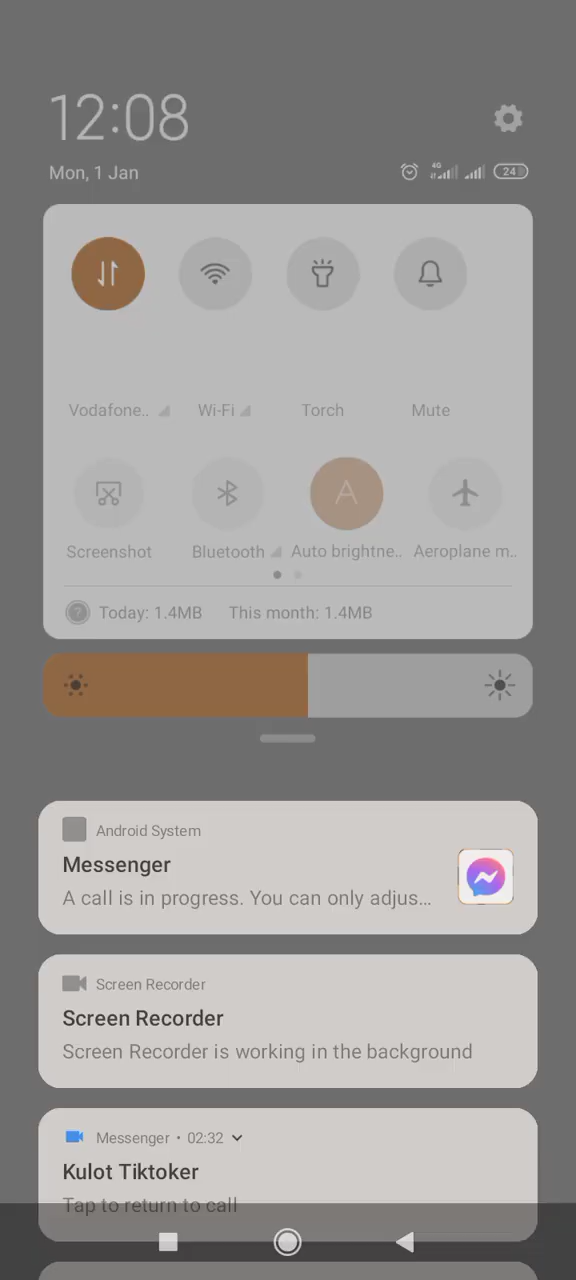 12:08
Mon, 1 Jan
4G
24
Vodafone.. Wi-Fi Torch Mute
A
Screenshot Bluetooth Auto brightne.. Aeroplane m..
? Today: 1.4MB This month: 1.4MB
Android System
Messenger
A call is in progress. You can only adjus...
Screen Recorder
Screen Recorder
Screen Recorder is working in the background
Messenger • 02:32
Kulot Tiktoker
Tap to return to call